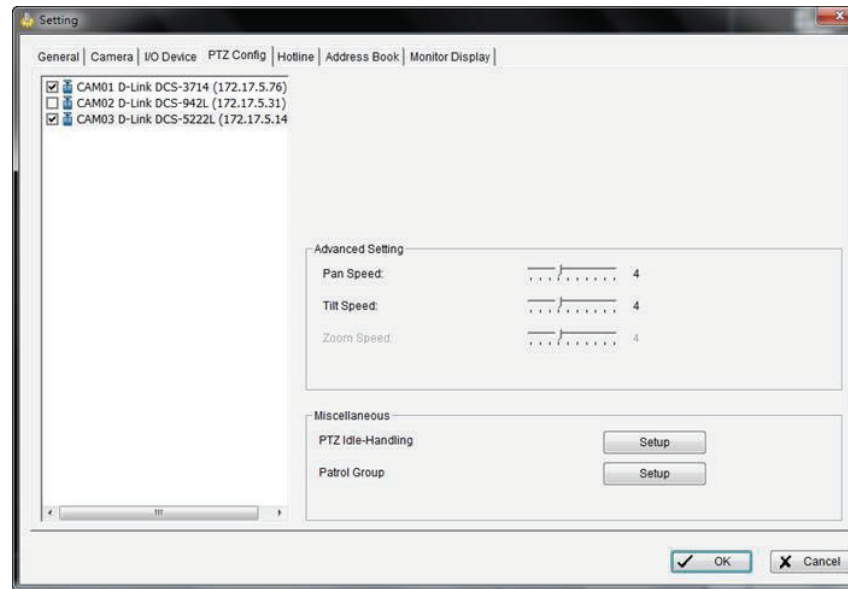 Setting
General Camera I/O Device PTZ Config Hotline Address Book Monitor Display
CAM01 D-Link DCS-3714 (172.17.5.76)
CAM02 D-Link DCS-942L (172.17.5.31)
CAM03 D-Link DCS-5222L (172.17.5.14
Advanced Setting
Pan Speed: 4
Tilt Speed: 4
Zoom Speed: 4
Miscellaneous
PTZ Idle-Handling Setup
Patrol Group Setup
OK Cancel